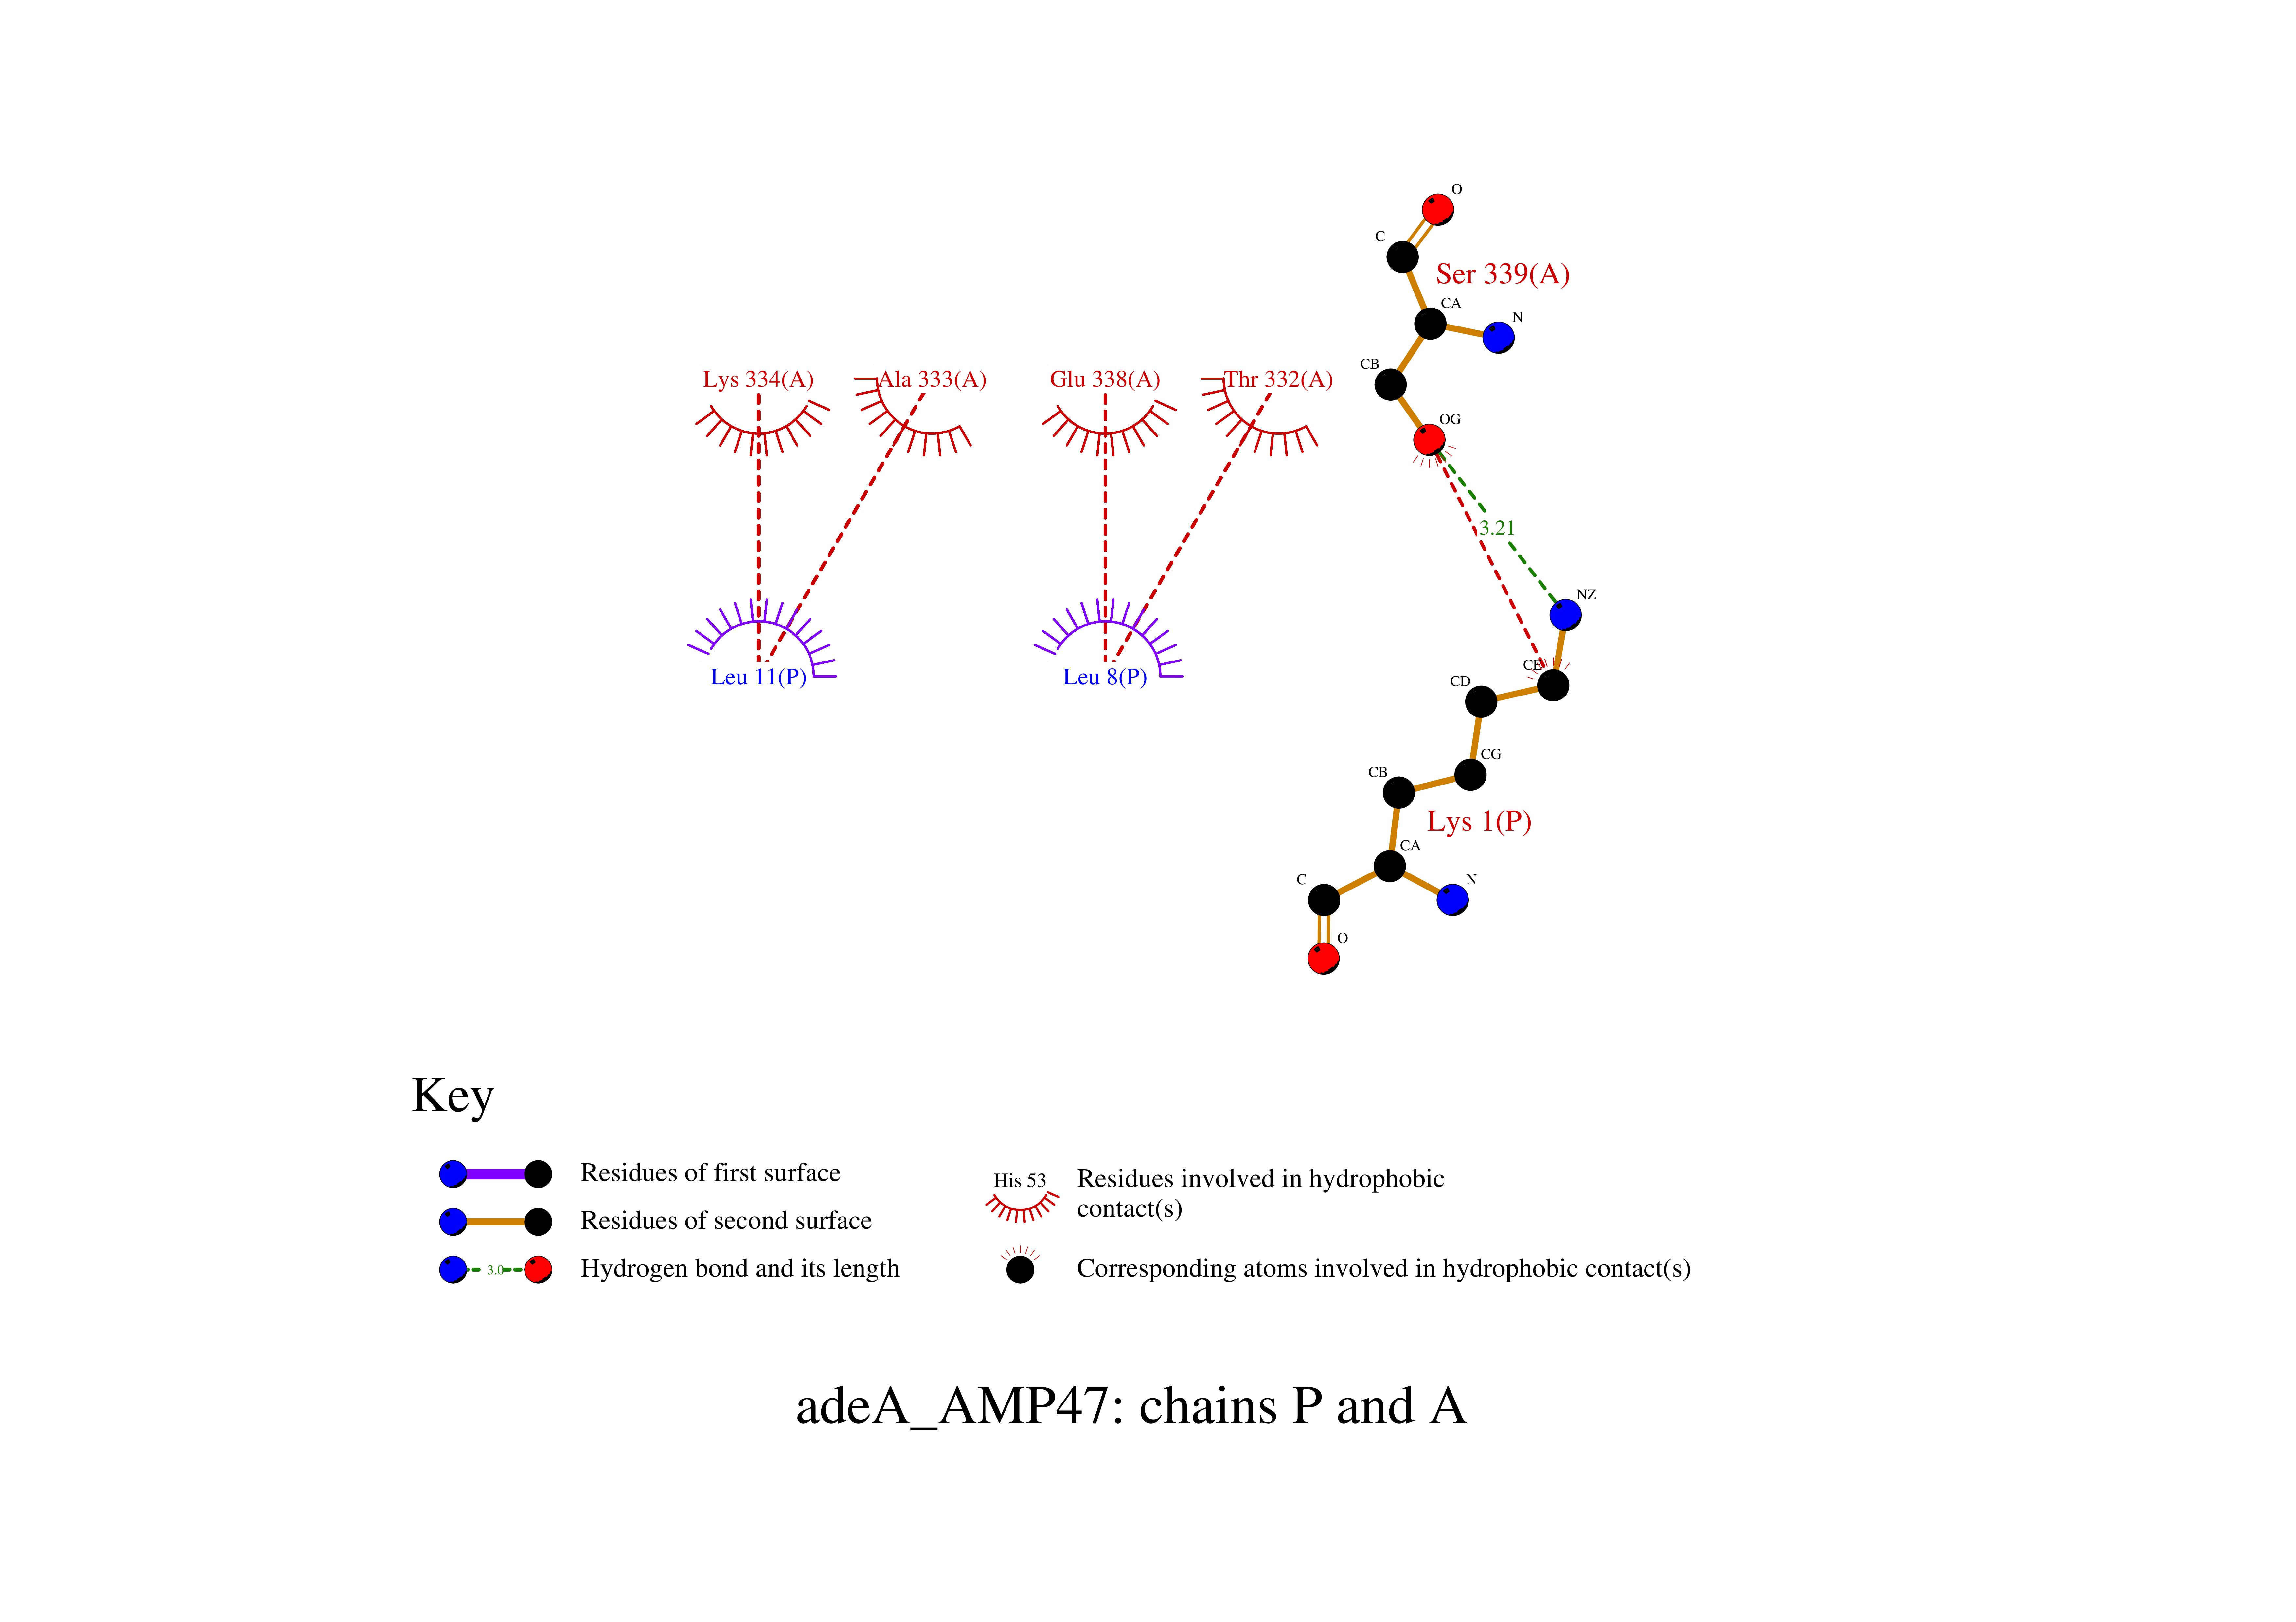 O
C
Ser 339(A)
CA
N
CB
Lys 334(A)
Ala 333(A)
Glu 338(A)
Thr 332(A)
OG
3.21
NZ
CE
Leu 11(P)
Leu 8(P)
CD
CG
CB
Lys 1(P)
CA
C
N
O
Key
Residues of first surface
Residues of second surface
3.0
Hydrogen bond and its length
His 53
Residues involved in hydrophobic
contact(s)
Corresponding atoms involved in hydrophobic contact(s)
adeA_AMP47: chains P and A